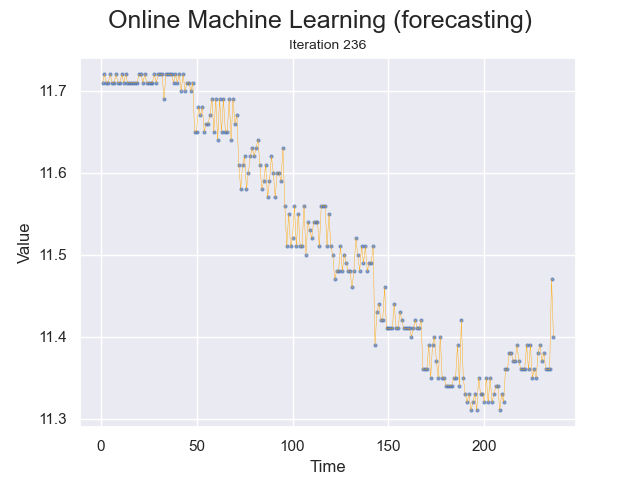 Online Machine Learning (forecasting)
Iteration 236
11.7
11.6
11.5
11.4
11.3
Value
0 50 100 150 200
Time